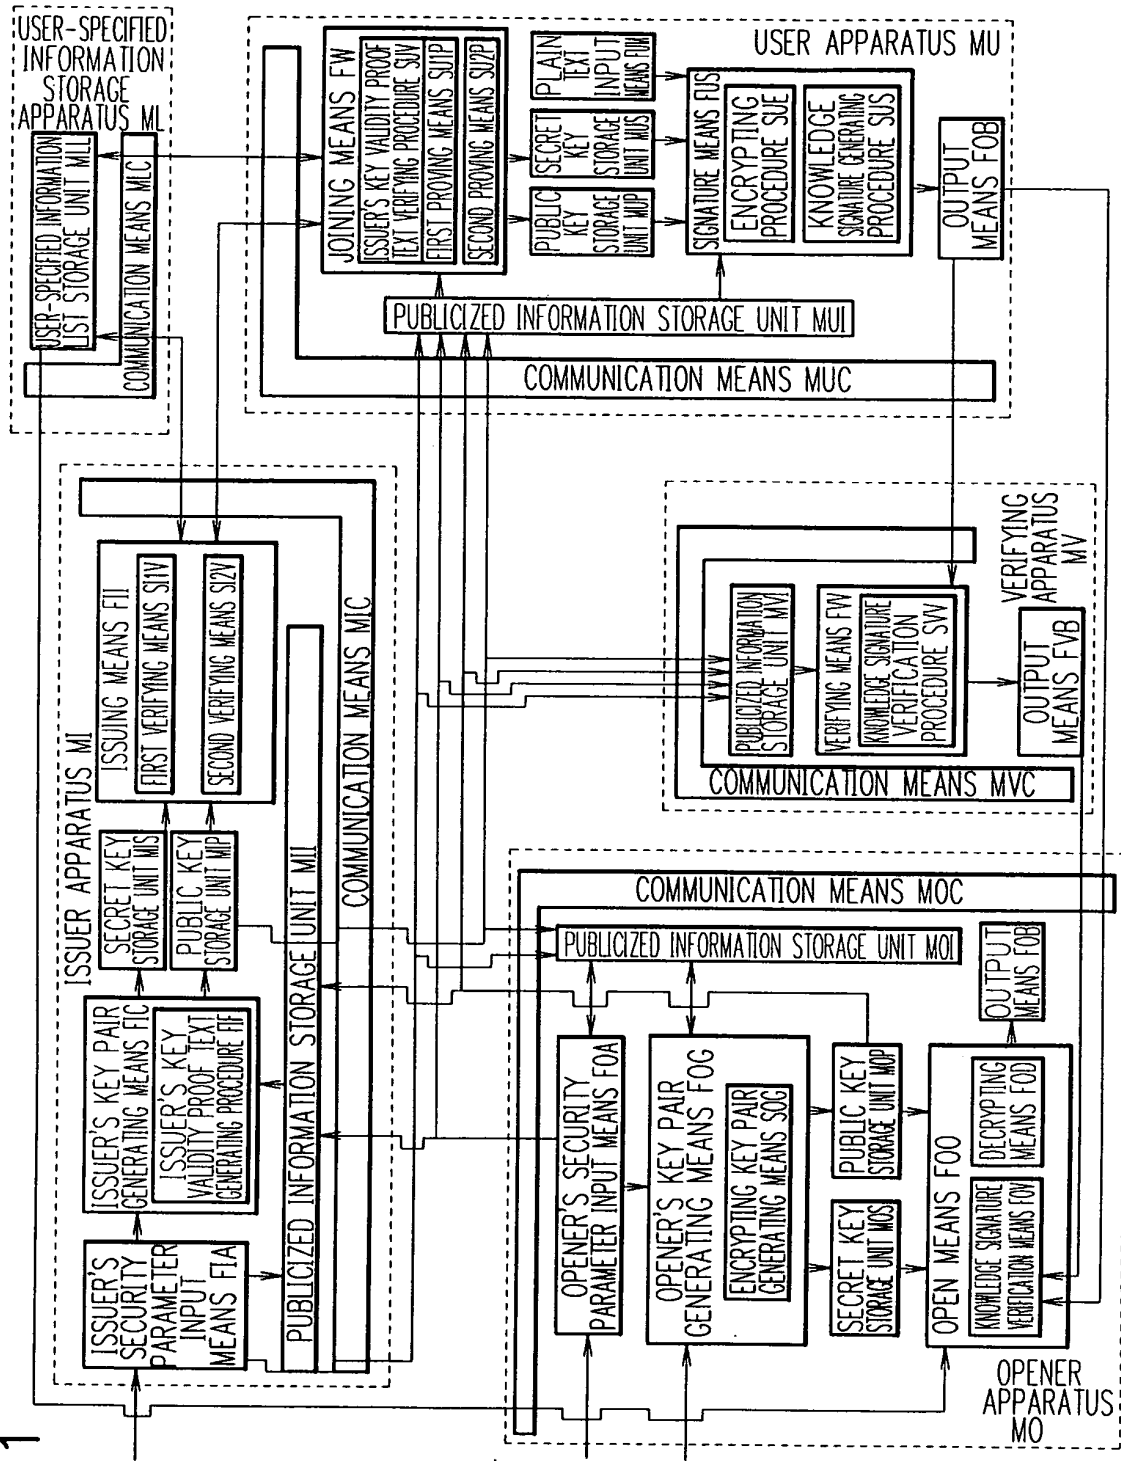 1
ISSUER APPARATUS MI
ISSUER'S
SECURITY
PARAMETER
INPUT
MEANS FIA
ISSUER'S KEY PAIR
GENERATING MEANS FIC
ISSUER'S KEY
VALIDITY PROOF TEXT
GENERATING PROCEDURE FIF
SECRET KEY
STORAGE UNIT MIS
PUBLIC KEY
STORAGE UNIT MIP
ISSUING MEANS FII
FIRST VERIFYING MEANS SI1V
SECOND VERIFYING MEANS SI2V
PUBLICIZED INFORMATION STORAGE UNIT MII
COMMUNICATION MEANS MIC
USER-SPECIFIED
INFORMATION
STORAGE
APPARATUS ML
USER-SPECIFIED INFORMATION
LIST STORAGE UNIT MLL
COMMUNICATION MEANS MLC
USER APPARATUS MU
JOINING MEANS FW
ISSUER'S KEY VALIDITY PROOF
TEXT VERIFYING PROCEDURE SUV
FIRST PROVING MEANS SU1P
SECOND PROVING MEANS SU2P
PUBLIC
KEY
STORAGE
UNIT MUP
SECRET
KEY
STORAGE
UNIT MUS
PLAIN
TEXT
INPUT
MEANS FUM
PUBLICIZED INFORMATION STORAGE UNIT MUI
SIGNATURE MEANS FUS
ENCRYPTING
PROCEDURE SUE
KNOWLEDGE
SIGNATURE GENERATING
PROCEDURE SUS
OUTPUT
MEANS FOB
COMMUNICATION MEANS MUC
VERIFYING
APPARATUS
MV
PUBLICIZED INFORMATION
STORAGE UNIT MVI
VERIFYING MEANS FVV
KNOWLEDGE SIGNATURE
VERIFICATION
PROCEDURE SVV
OUTPUT
MEANS FVB
COMMUNICATION MEANS MVC
OPENER
APPARATUS
MO
COMMUNICATION MEANS MOC
PUBLICIZED INFORMATION STORAGE UNIT MOI
OPENER'S SECURITY
PARAMETER INPUT MEANS FOA
OPENER'S KEY PAIR
GENERATING MEANS FOG
ENCRYPTING KEY PAIR
GENERATING MEANS SOG
SECRET KEY
STORAGE UNIT MOS
PUBLIC KEY
STORAGE UNIT MOP
OPEN MEANS FOO
KNOWLEDGE SIGNATURE
VERIFICATION MEANS FOV
DECRYPTING
MEANS FOD
OUTPUT
MEANS FOB